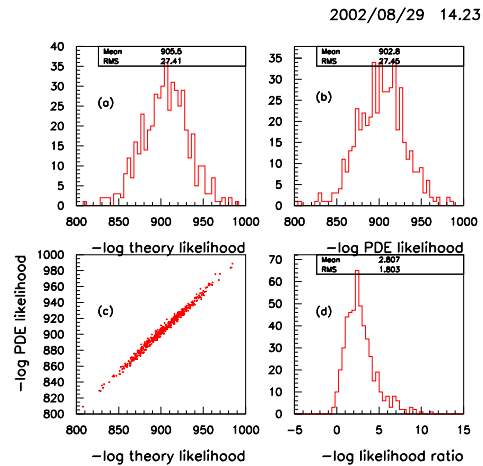 2002/08/29 14.23
Mean 905.5
RMS 27.41
(a)
40
35
30
25
20
15
10
5
0
800 850 900 950 1000
-log theory likelihood
Mean 902.8
RMS 27.45
(b)
35
30
25
20
15
10
5
0
800 850 900 950 1000
-log PDE likelihood
(c)
1000
980
960
940
920
900
880
860
840
820
800
-log PDE likelihood
800 850 900 950 1000
-log theory likelihood
Mean 2.807
RMS 1.803
(d)
70
60
50
40
30
20
10
0
-5 0 5 10 15
-log likelihood ratio